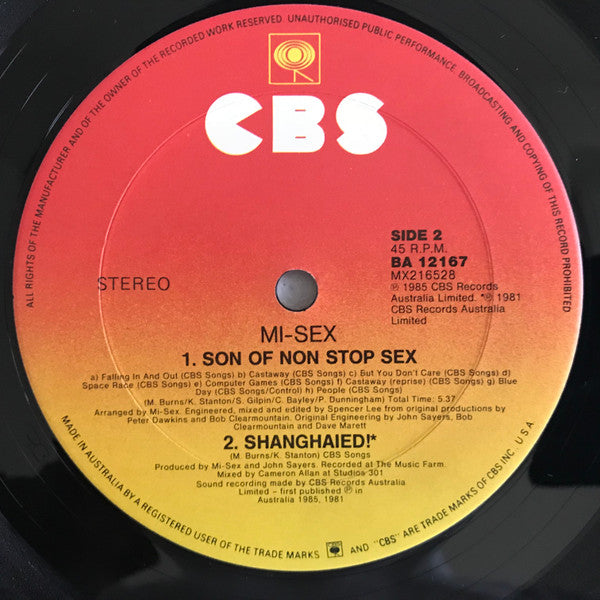 ALL RIGHTS OF THE MANUFACTURER AND OF THE OWNER OF THE RECORDED WORK RESERVED. UNAUTHORISED PUBLIC PERFORMANCE, BROADCASTING AND COPYING OF THIS RECORD PROHIBITED
CBS
SIDE 2
45 R.P.M.
BA 12167
MX216528
℗ 1985 CBS Records
Australia Limited. *℗ 1981
CBS Records Australia
Limited
STEREO
MI-SEX
1. SON OF NON STOP SEX
a) Falling In And Out (CBS Songs) b) Castaway (CBS Songs) c) But You Don't Care (CBS Songs) d)
Space Race (CBS Songs) e) Computer Games (CBS Songs) f) Castaway (reprise) (CBS Songs) g) Blue
Day (CBS Songs/Control) h) People (CBS Songs)
(M. Burns/K. Stanton/S. Gilpin/C. Bayley/P. Dunningham) Total Time: 5.37
Arranged by Mi-Sex. Engineered, mixed and edited by Spencer Lee from original productions by
Peter Dawkins and Bob Clearmountain. Original Engineering by John Sayers, Bob
Clearmountain and Dave Marett
2. SHANGHAIED!*
(M. Burns/K. Stanton) CBS Songs
Produced by Mi-Sex and John Sayers. Recorded at The Music Farm.
Mixed by Cameron Allan at Studios 301
Sound recording made by CBS Records Australia
Limited - first published ℗ in
Australia 1985, 1981
MADE IN AUSTRALIA BY A REGISTERED USER OF THE TRADE MARKS AND "CBS" ARE TRADE MARKS OF CBS INC. U.S.A.